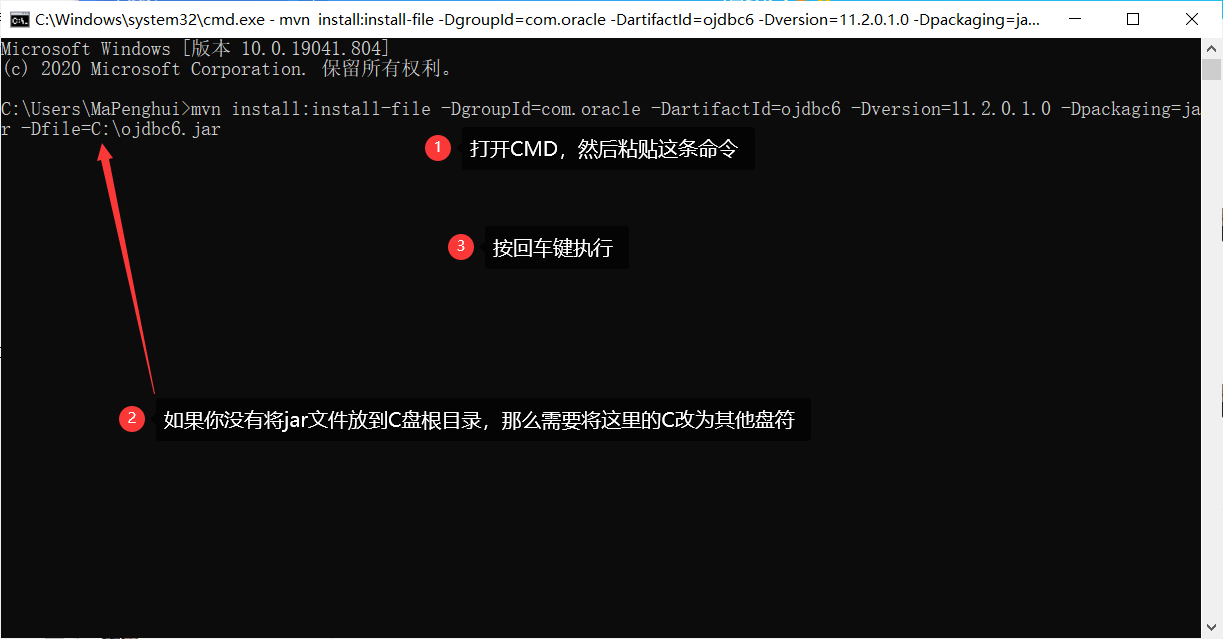 C:\Windows\system32\cmd.exe - mvn  install:install-file -DgroupId=com.oracle -DartifactId=ojdbc6 -Dversion=11.2.0.1.0 -Dpackaging=ja...
Microsoft Windows [版本 10.0.19041.804]
(c) 2020 Microsoft Corporation. 保留所有权利。
C:\Users\MaPenghui>mvn install:install-file -DgroupId=com.oracle -DartifactId=ojdbc6 -Dversion=11.2.0.1.0 -Dpackaging=ja
r -Dfile=C:\ojdbc6.jar
1 打开CMD，然后粘贴这条命令
3 按回车键执行
2 如果你没有将jar文件放到C盘根目录，那么需要将这里的C改为其他盘符